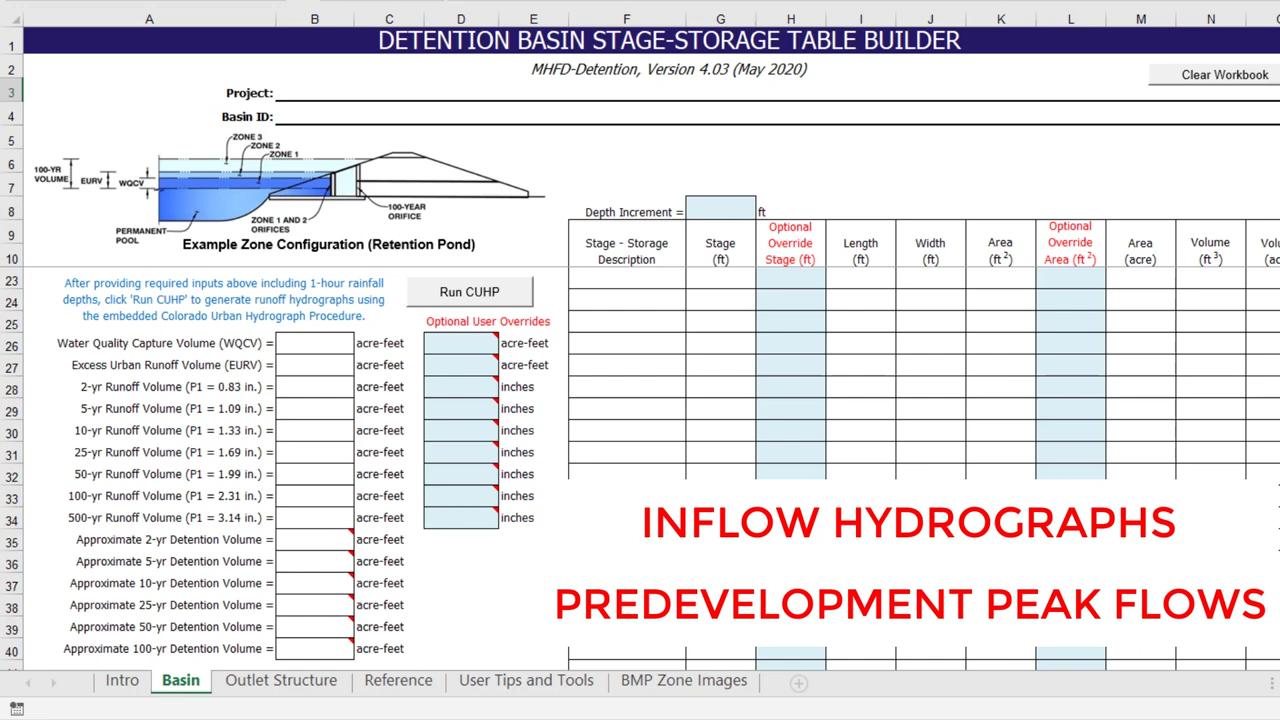 A B C D E F G H I J K L M N
1 DETENTION BASIN STAGE-STORAGE TABLE BUILDER
2 MHFD-Detention, Version 4.03 (May 2020)
Clear Workbook
3 Project:
4 Basin ID:
5
6
7
8
ZONE 3
ZONE 2
ZONE 1
100-YR
VOLUME
EURV
WQCV
ZONE 1 AND 2
ORIFICES
100-YEAR
ORIFICE
PERMANENT
POOL
Example Zone Configuration (Retention Pond)
Depth Increment = ft
9
10
Stage - Storage
Description
Stage
(ft)
Optional
Override
Stage (ft)
Length
(ft)
Width
(ft)
Area
(ft 2)
Optional
Override
Area (ft 2)
Area
(acre)
Volume
(ft 3)
23
24
25
After providing required inputs above including 1-hour rainfall
depths, click 'Run CUHP' to generate runoff hydrographs using
the embedded Colorado Urban Hydrograph Procedure.
Run CUHP
Optional User Overrides
26 Water Quality Capture Volume (WQCV) = acre-feet acre-feet
27 Excess Urban Runoff Volume (EURV) = acre-feet acre-feet
28 2-yr Runoff Volume (P1 = 0.83 in.) = acre-feet inches
29 5-yr Runoff Volume (P1 = 1.09 in.) = acre-feet inches
30 10-yr Runoff Volume (P1 = 1.33 in.) = acre-feet inches
31 25-yr Runoff Volume (P1 = 1.69 in.) = acre-feet inches
32 50-yr Runoff Volume (P1 = 1.99 in.) = acre-feet inches
33 100-yr Runoff Volume (P1 = 2.31 in.) = acre-feet inches
34 500-yr Runoff Volume (P1 = 3.14 in.) = acre-feet inches
35 Approximate 2-yr Detention Volume = acre-feet
36 Approximate 5-yr Detention Volume = acre-feet
37 Approximate 10-yr Detention Volume = acre-feet
38 Approximate 25-yr Detention Volume = acre-feet
39 Approximate 50-yr Detention Volume = acre-feet
40 Approximate 100-yr Detention Volume = acre-feet
INFLOW HYDROGRAPHS
PREDEVELOPMENT PEAK FLOWS
Intro Basin Outlet Structure Reference User Tips and Tools BMP Zone Images